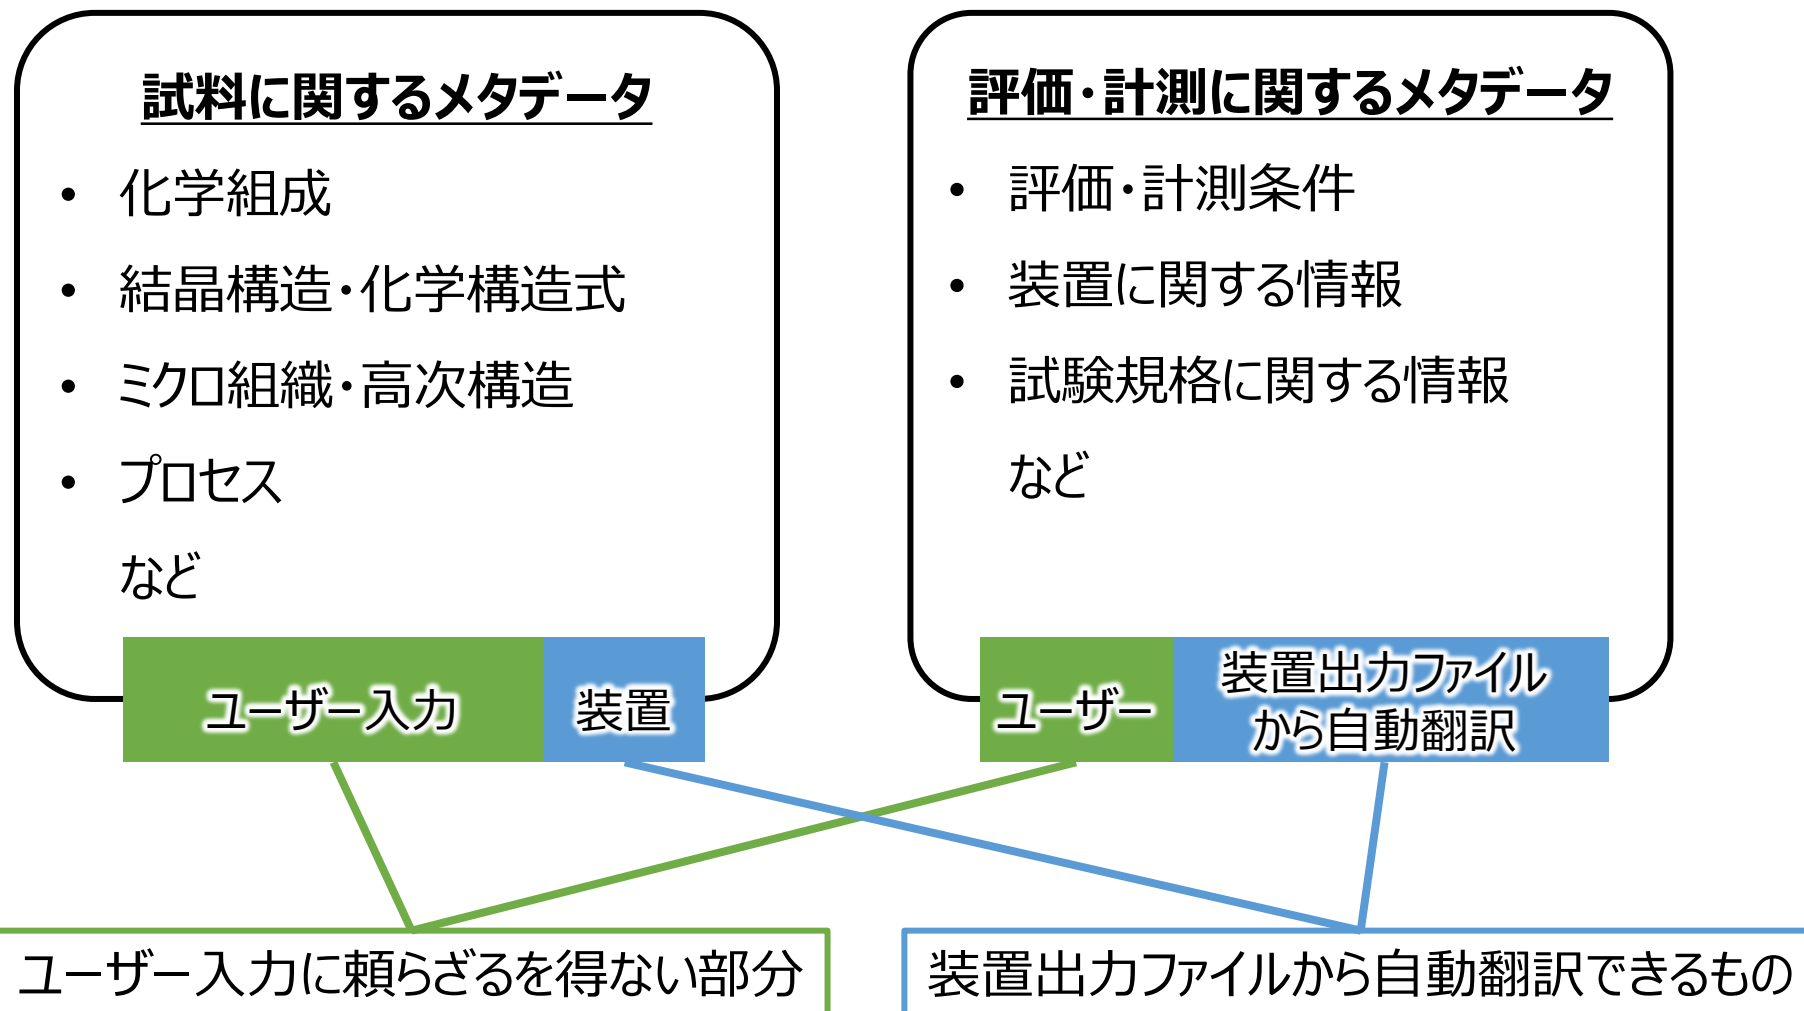 試料に関するメタデータ
• 化学組成
• 結晶構造・化学構造式
• ミクロ組織・高次構造
• プロセス
など
ユーザー入力
装置
評価・計測に関するメタデータ
• 評価・計測条件
• 装置に関する情報
• 試験規格に関する情報
など
ユーザー
装置出力ファイル
から自動翻訳
ユーザー入力に頼らざるを得ない部分
装置出力ファイルから自動翻訳できるもの